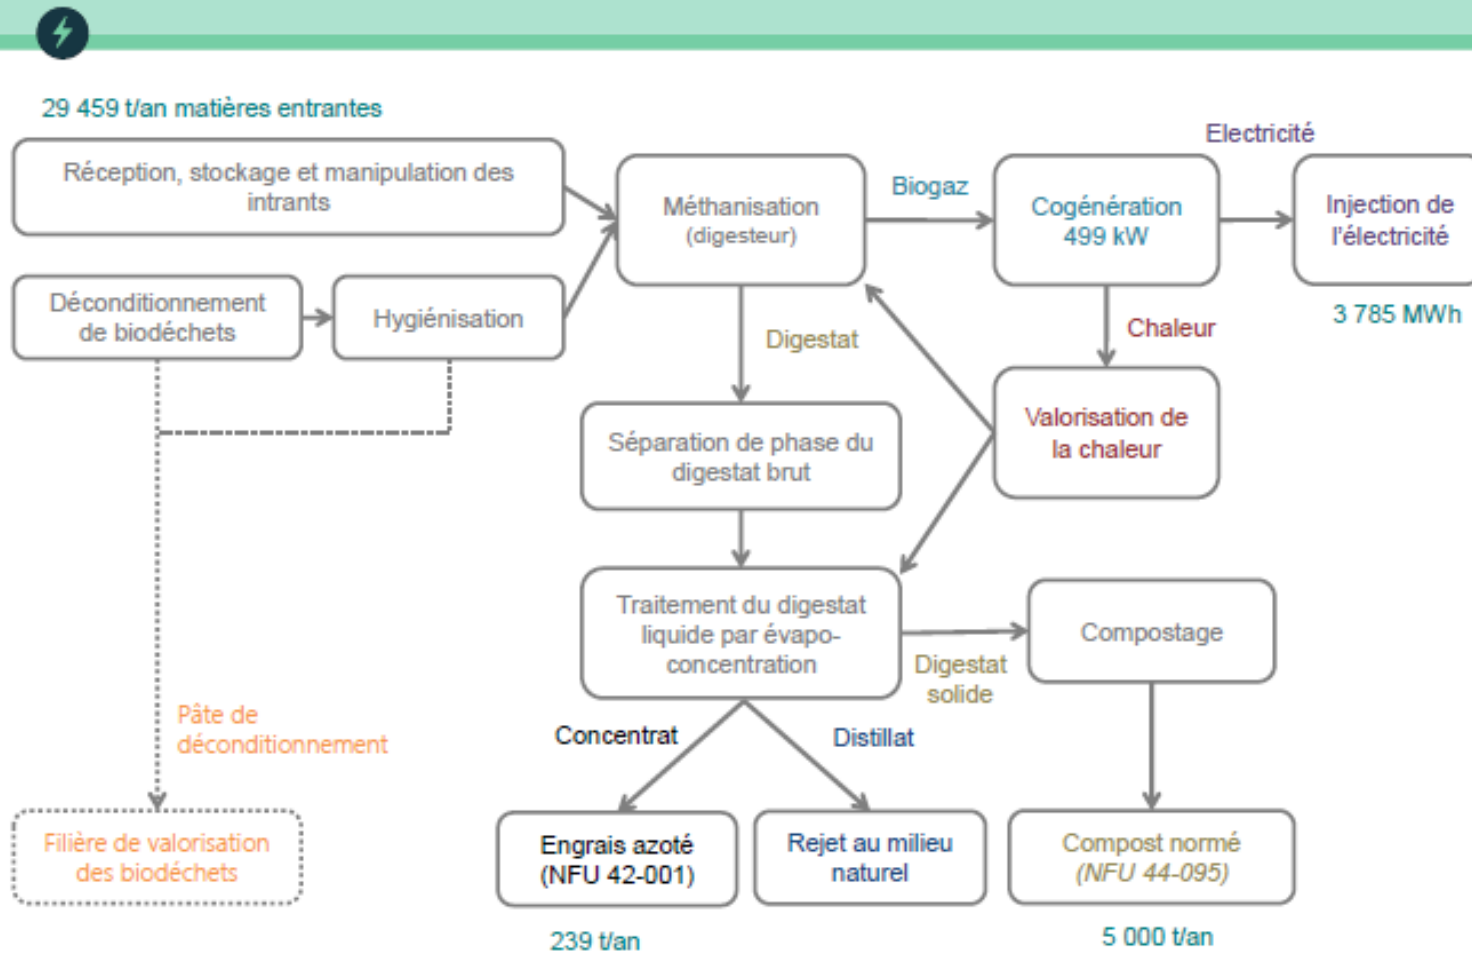 29 459 t/an matières entrantes
Réception, stockage et manipulation des
intrants
Déconditionnement
de biodéchets
Hygiénisation
Méthanisation
(digesteur)
Biogaz
Cogénération
499 kW
Electricité
Injection de
l'électricité
3 785 MWh
Digestat
Chaleur
Valorisation de
la chaleur
Séparation de phase du
digestat brut
Traitement du digestat
liquide par évapo-
concentration
Digestat
solide
Compostage
Pâte de
déconditionnement
Concentrat
Distillat
Filière de valorisation
des biodéchets
Engrais azoté
(NFU 42-001)
239 t/an
Rejet au milieu
naturel
Compost normé
(NFU 44-095)
5 000 t/an